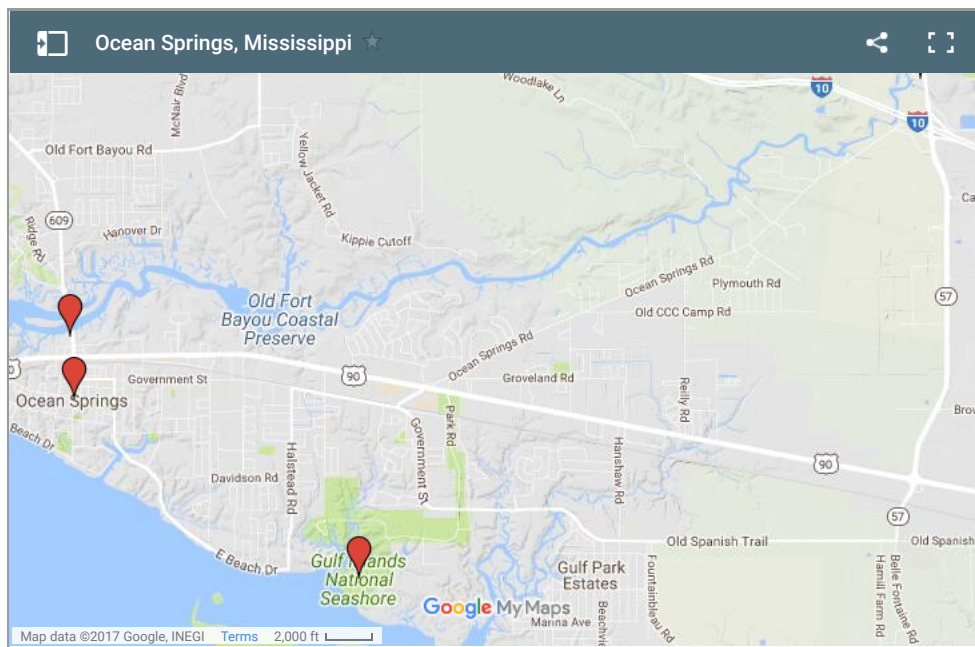 Ocean Springs, Mississippi
Woodlake Ln
10
10
McNair Blvd
Old Fort Bayou Rd
Yellow Jacket Rd
609
Ridge Rd
Hanover Dr
Kippie Cutoff
Ocean Springs Rd
Plymouth Rd
57
Old Fort
Bayou Coastal
Preserve
Old CCC Camp Rd
Ocean Springs Rd
90
Government St
Groveland Rd
Reilly Rd
Ocean Springs
Park Rd
Beach Dr
Government St
Halstead Rd
Hanshaw Rd
90
Davidson Rd
57
Old Spanish Trail
Old Spanish
E Beach Dr
Gulf Islands
National
Seashore
Gulf Park
Estates
Fountainbleau Rd
Belle Fontaine Rd
Hamill Farm Rd
Google My Maps
Marina Ave
Beachvi
Map data ©2017 Google, INEGI Terms 2,000 ft